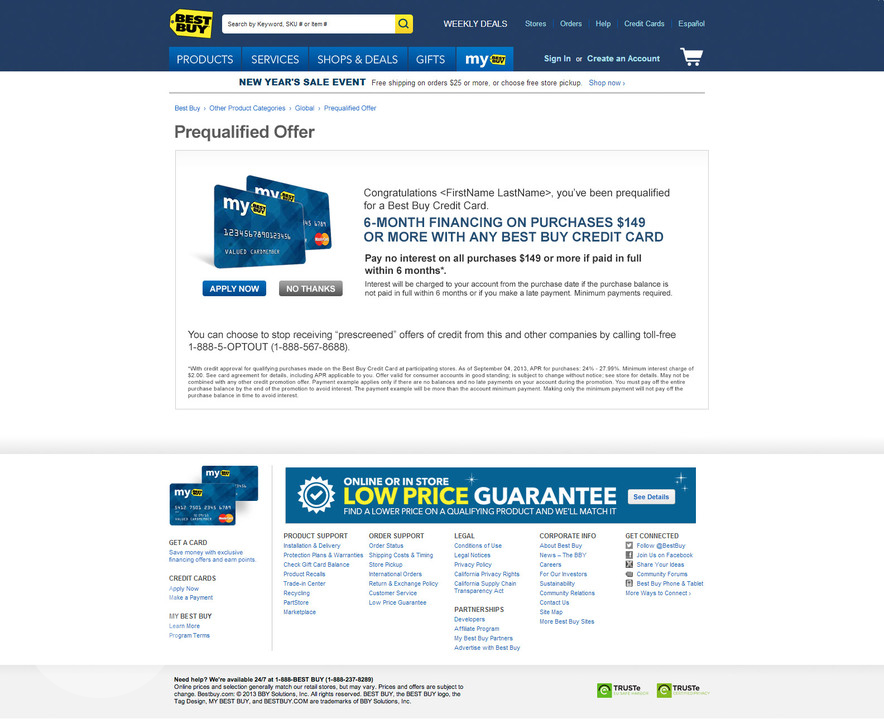 BEST BUY
Search by Keyword, SKU # or Item #
WEEKLY DEALS
Stores
Orders
Help
Credit Cards
Español
PRODUCTS
SERVICES
SHOPS & DEALS
GIFTS
my BEST BUY
Sign In or Create an Account
NEW YEAR'S SALE EVENT Free shipping on orders $25 or more, or choose free store pickup. Shop now ›
Best Buy › Other Product Categories › Global › Prequalified Offer
Prequalified Offer
my BEST BUY
my BEST BUY
6789
1234567890123456
VALUED CARDMEMBER
MasterCard
APPLY NOW
NO THANKS
Congratulations <FirstName LastName>, you've been prequalified
for a Best Buy Credit Card.
6-MONTH FINANCING ON PURCHASES $149
OR MORE WITH ANY BEST BUY CREDIT CARD
Pay no interest on all purchases $149 or more if paid in full
within 6 months*.
Interest will be charged to your account from the purchase date if the purchase balance is
not paid in full within 6 months or if you make a late payment. Minimum payments required.
You can choose to stop receiving "prescreened" offers of credit from this and other companies by calling toll-free
1-888-5-OPTOUT (1-888-567-8688).
*With credit approval for qualifying purchases made on the Best Buy Credit Card at participating stores. As of September 04, 2013, APR for purchases: 24% - 27.99%. Minimum interest charge of
$2.00. See card agreement for details, including APR applicable to you. Offer valid for consumer accounts in good standing; is subject to change without notice; see store for details. May not be
combined with any other credit promotion offer. Payment example applies only if there are no balances and no late payments on your account during the promotion. You must pay off the entire
purchase balance by the end of the promotion to avoid interest. The payment example will be more than the account minimum payment. Making only the minimum payment will not pay off the
purchase balance in time to avoid interest.
my BEST BUY
my BEST BUY
5412 7501 2345 6789
VALUED CARDMEMBER
MasterCard
GET A CARD
Save money with exclusive
financing offers and earn points.
CREDIT CARDS
Apply Now
Make a Payment
MY BEST BUY
Learn More
Program Terms
ONLINE OR IN STORE
LOW PRICE GUARANTEE
FIND A LOWER PRICE ON A QUALIFYING PRODUCT AND WE'LL MATCH IT
See Details
PRODUCT SUPPORT
Installation & Delivery
Protection Plans & Warranties
Check Gift Card Balance
Product Recalls
Trade-in Center
Recycling
PartStore
Marketplace
ORDER SUPPORT
Order Status
Shipping Costs & Timing
Store Pickup
International Orders
Return & Exchange Policy
Customer Service
Low Price Guarantee
LEGAL
Conditions of Use
Legal Notices
Privacy Policy
California Privacy Rights
California Supply Chain
Transparency Act
PARTNERSHIPS
Developers
Affiliate Program
My Best Buy Partners
Advertise with Best Buy
CORPORATE INFO
About Best Buy
News – The BBY
Careers
For Our Investors
Sustainability
Community Relations
Contact Us
Site Map
More Best Buy Sites
GET CONNECTED
Follow @BestBuy
Join Us on Facebook
Share Your Ideas
Community Forums
Best Buy Phone & Tablet
More Ways to Connect ›
Need help? We're available 24/7 at 1-888-BEST BUY (1-888-237-8289)
Online prices and selection generally match our retail stores, but may vary. Prices and offers are subject to
change. Bestbuy.com: © 2013 BBY Solutions, Inc. All rights reserved. BEST BUY, the BEST BUY logo, the
Tag Design, MY BEST BUY, and BESTBUY.COM are trademarks of BBY Solutions, Inc.
TRUSTe
TRUSTe